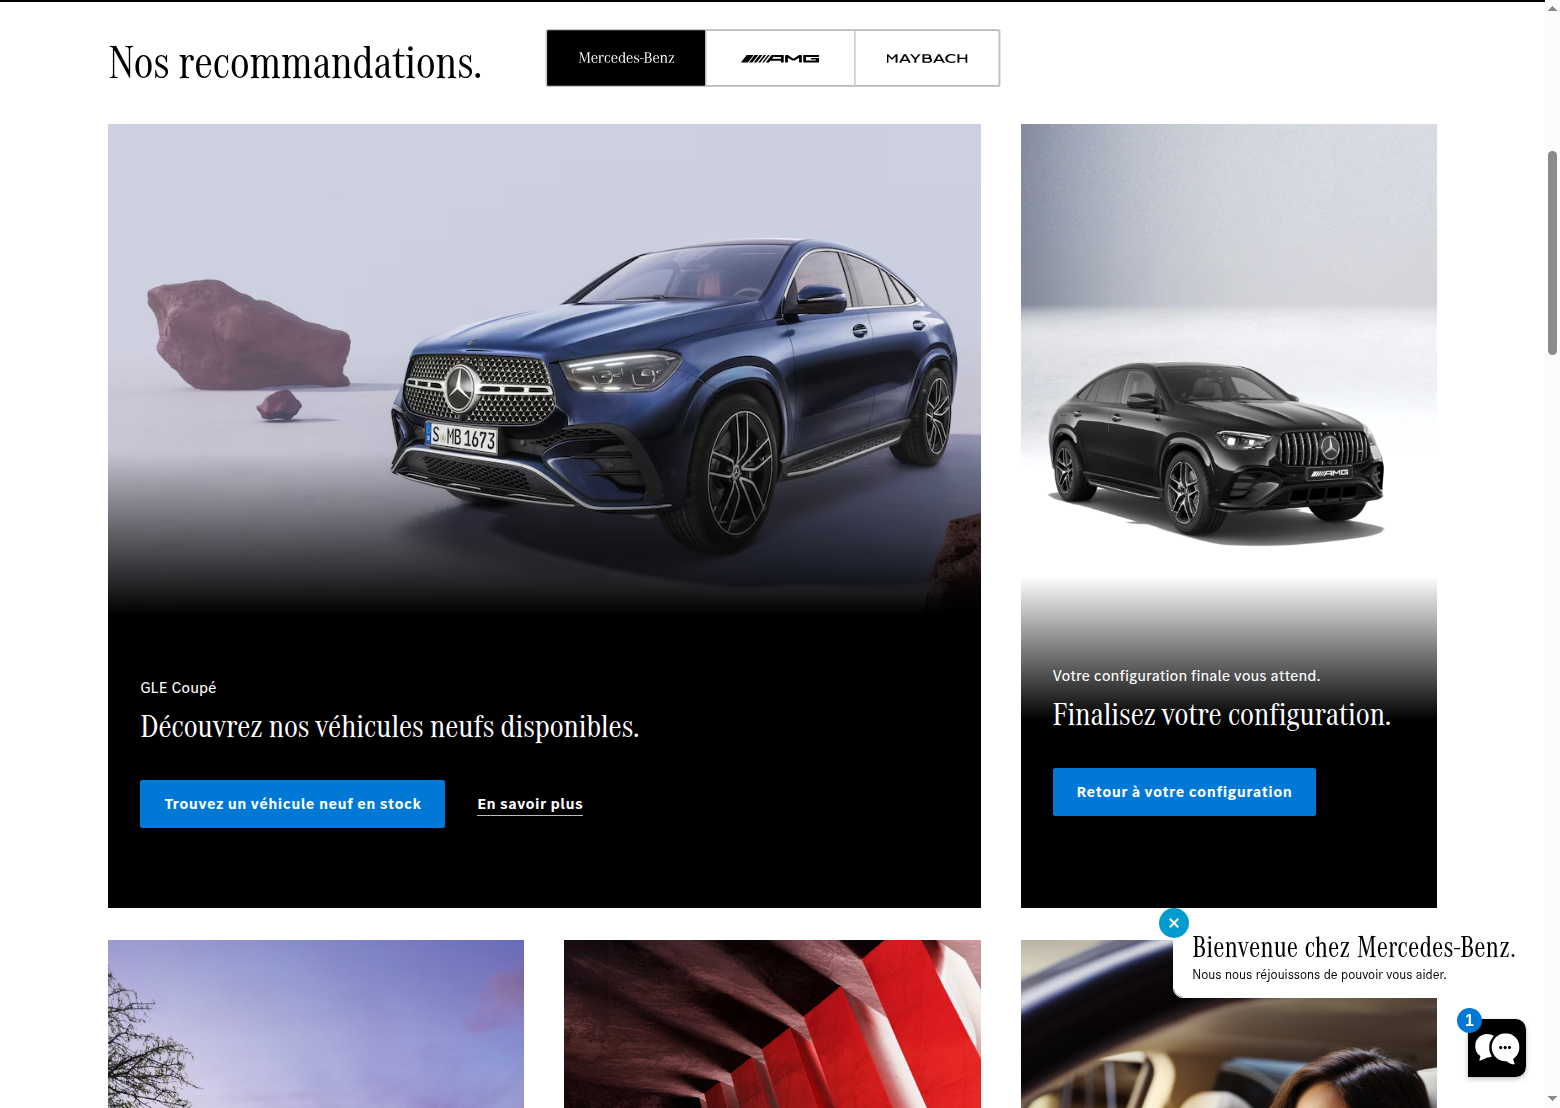 Nos recommandations.
Mercedes-Benz
AMG
MAYBACH
S MB 1673
AMG
GLE Coupé
Découvrez nos véhicules neufs disponibles.
Trouvez un véhicule neuf en stock
En savoir plus
Votre configuration finale vous attend.
Finalisez votre configuration.
Retour à votre configuration
Bienvenue chez Mercedes-Benz.
Nous nous réjouissons de pouvoir vous aider.
1